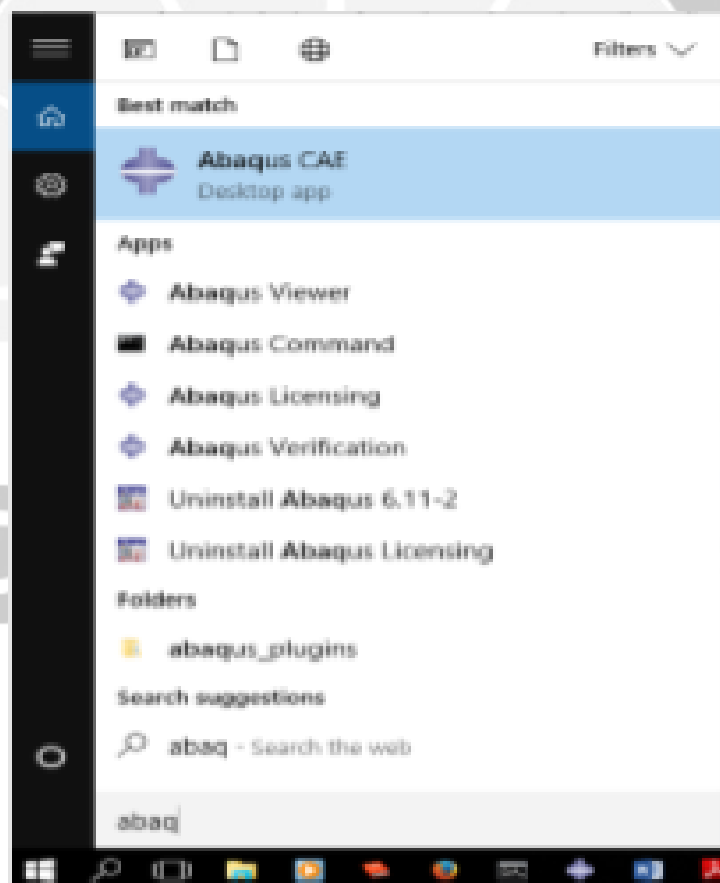 Filters
Best match
Abaqus CAE
Desktop app
Apps
Abaqus Viewer
Abaqus Command
Abaqus Licensing
Abaqus Verification
Uninstall Abaqus 6.11-2
Uninstall Abaqus Licensing
Folders
abaqus_plugins
Search suggestions
abaq - Search the web
abaq